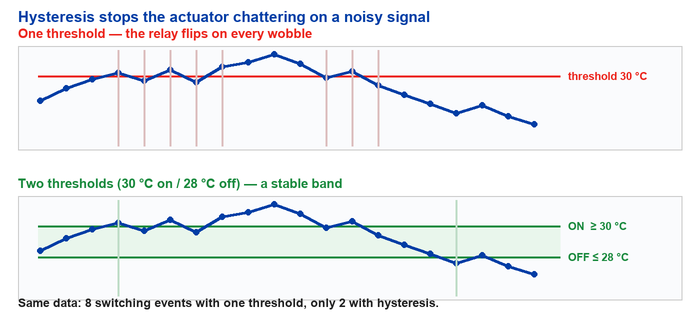 Hysteresis stops the actuator chattering on a noisy signal
One threshold — the relay flips on every wobble
threshold 30 °C
Two thresholds (30 °C on / 28 °C off) — a stable band
ON  ≥ 30 °C
OFF ≤ 28 °C
Same data: 8 switching events with one threshold, only 2 with hysteresis.